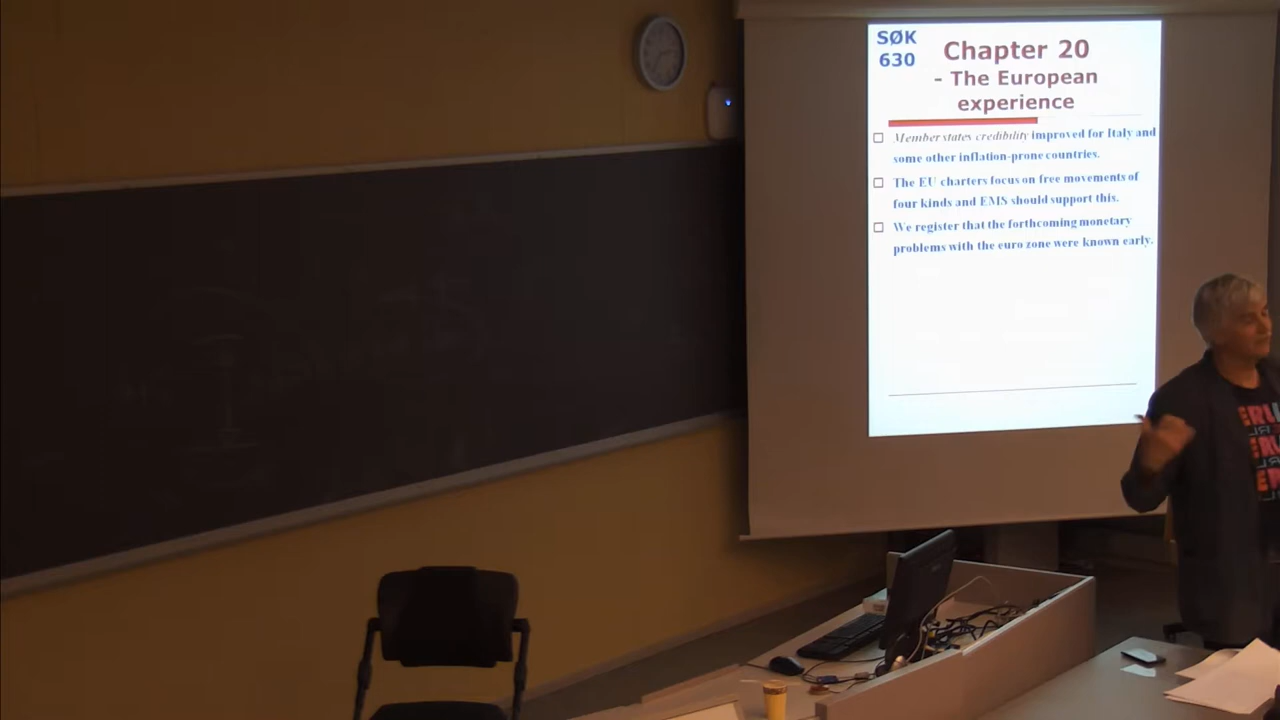 SØK
630
Chapter 20
- The European
experience
Member states credibility improved for Italy and
some other inflation-prone countries.
The EU charters focus on free movements of
four kinds and EMS should support this.
We register that the forthcoming monetary
problems with the euro zone were known early.